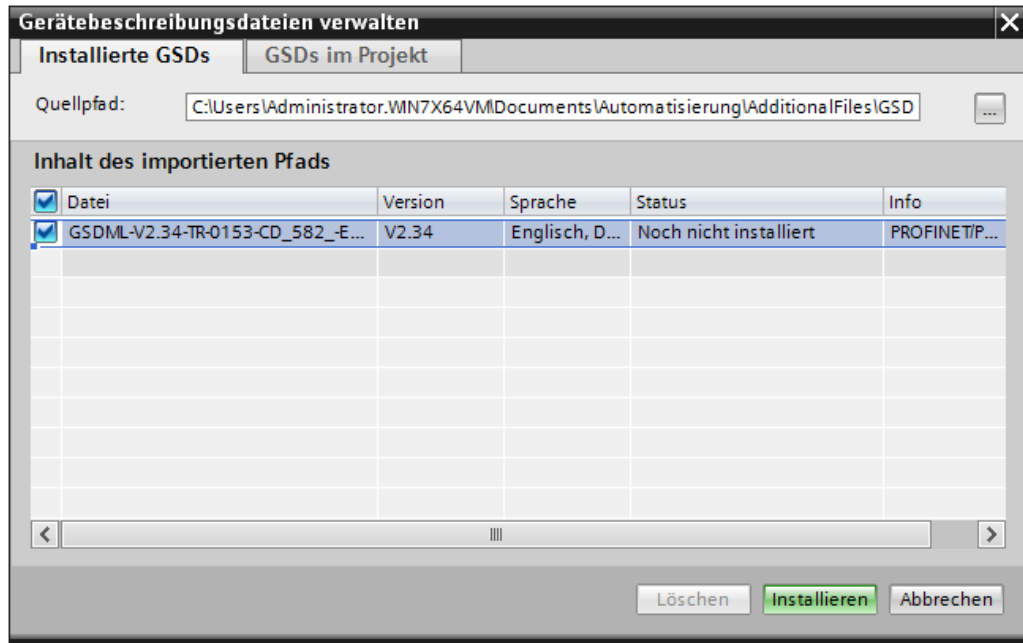 Gerätebeschreibungsdateien verwalten
Installierte GSDs GSDs im Projekt
Quellpfad: C:\Users\Administrator.WIN7X64VM\Documents\Automatisierung\AdditionalFiles\GSD ...
Inhalt des importierten Pfads
Datei Version Sprache Status Info
GSDML-V2.34-TR-0153-CD_582_-E... V2.34 Englisch, D... Noch nicht installiert PROFINET/P...
Löschen Installieren Abbrechen